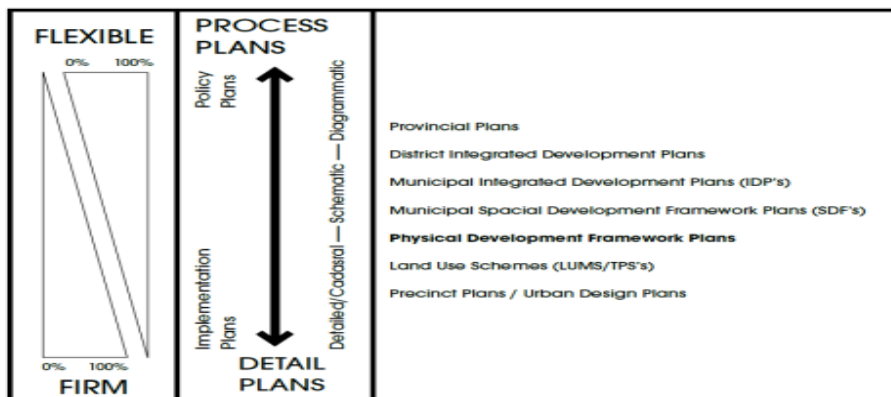 FLEXIBLE
0% 100%
0% 100%
FIRM
PROCESS
PLANS
Policy
Plans
Implementation
Plans
Detailed/Cadasral — Schematic — Diagrammatic
DETAIL
PLANS
Provincial Plans
District Integrated Development Plans
Municipal Integrated Development Plans (IDP's)
Municipal Spacial Development Framework Plans (SDF's)
Physical Development Framework Plans
Land Use Schemes (LUMS/TPS's)
Precinct Plans / Urban Design Plans